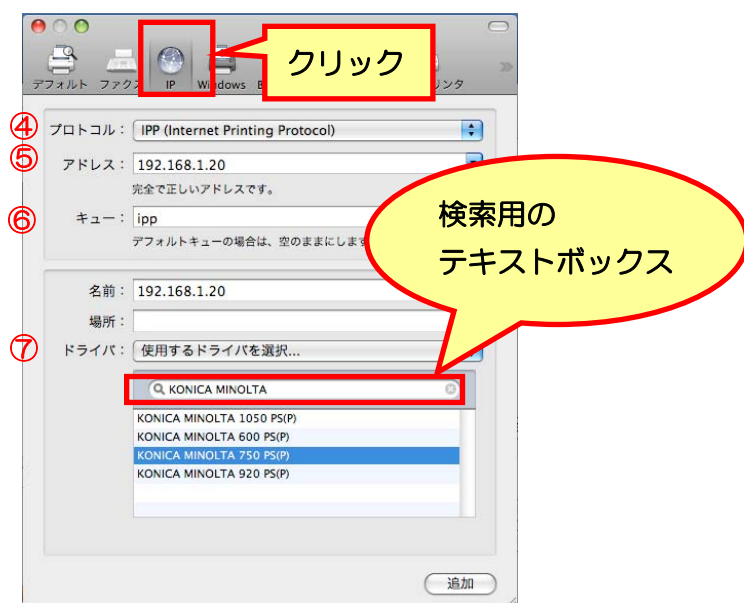 クリック
デフォルト ファクス IP Windows
④ プロトコル： IPP (Internet Printing Protocol)
⑤ アドレス： 192.168.1.20
完全で正しいアドレスです。
⑥ キュー： ipp
デフォルトキューの場合は、空のままにします
検索用の
テキストボックス
名前： 192.168.1.20
場所：
⑦ ドライバ： 使用するドライバを選択...
KONICA MINOLTA
KONICA MINOLTA 1050 PS(P)
KONICA MINOLTA 600 PS(P)
KONICA MINOLTA 750 PS(P)
KONICA MINOLTA 920 PS(P)
追加